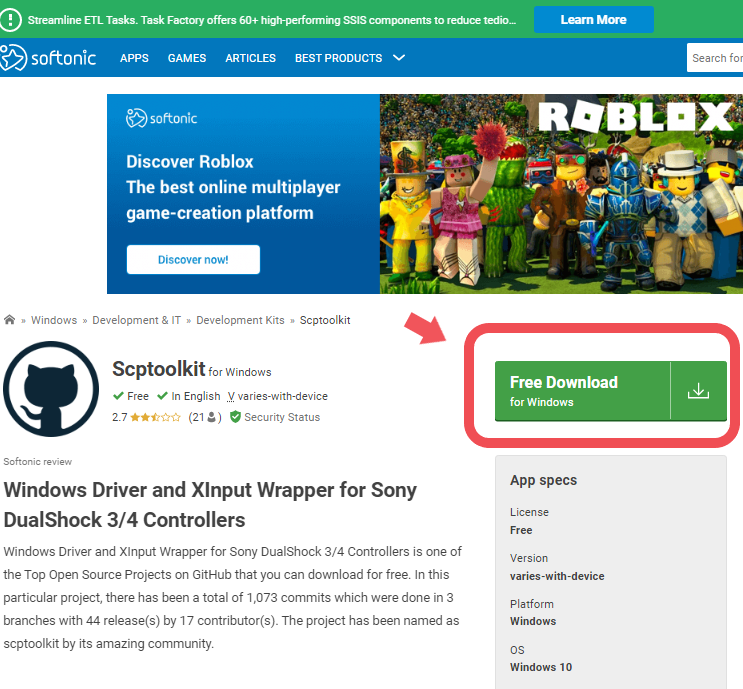 Streamline ETL Tasks. Task Factory offers 60+ high-performing SSIS components to reduce tedio...
Learn More
softonic
APPS
GAMES
ARTICLES
BEST PRODUCTS
Search for
softonic
Discover Roblox
The best online multiplayer
game-creation platform
Discover now!
ROBLOX
» Windows » Development & IT » Development Kits » Scptoolkit
Scptoolkit for Windows
Free In English V varies-with-device
2.7 (21) Security Status
Free Download
for Windows
Softonic review
Windows Driver and XInput Wrapper for Sony
DualShock 3/4 Controllers
Windows Driver and XInput Wrapper for Sony DualShock 3/4 Controllers is one of
the Top Open Source Projects on GitHub that you can download for free. In this
particular project, there has been a total of 1,073 commits which were done in 3
branches with 44 release(s) by 17 contributor(s). The project has been named as
scptoolkit by its amazing community.
App specs
License
Free
Version
varies-with-device
Platform
Windows
OS
Windows 10